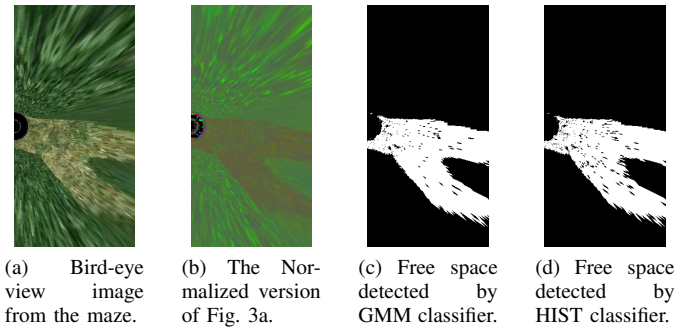 (a) Bird-eye
view image
from the maze.
(b) The Nor-
malized version
of Fig. 3a.
(c) Free space
detected by
GMM classifier.
(d) Free space
detected by
HIST classifier.